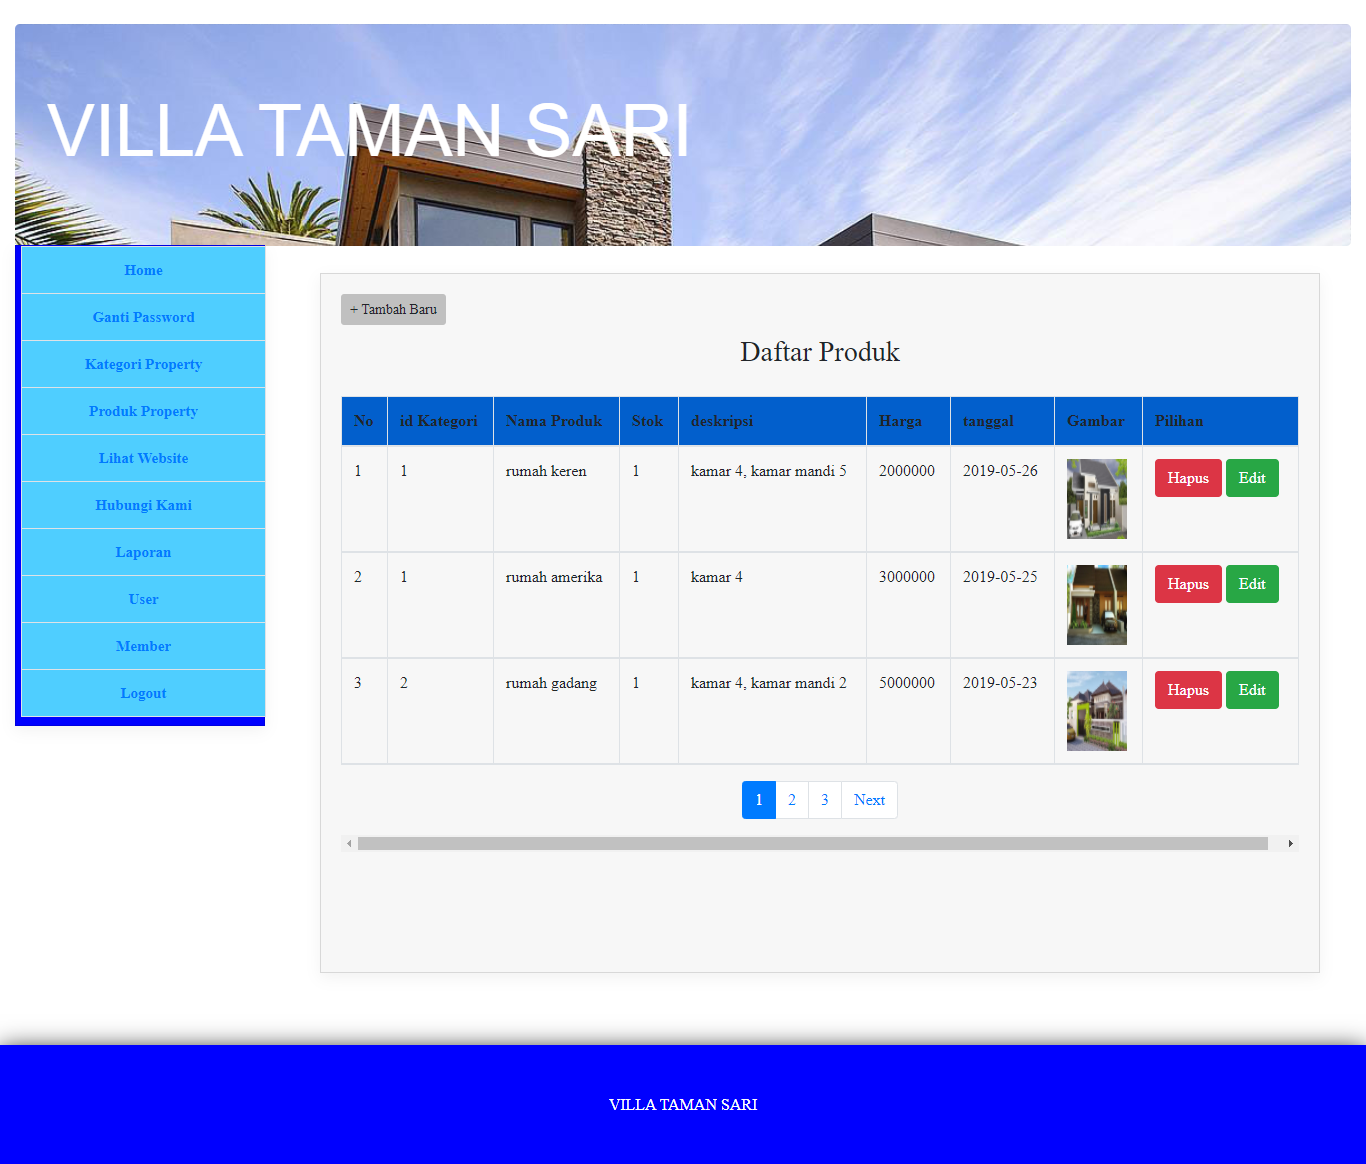 VILLA TAMAN SARI
Home
Ganti Password
Kategori Property
Produk Property
Lihat Website
Hubungi Kami
Laporan
User
Member
Logout
+ Tambah Baru
Daftar Produk
No id Kategori Nama Produk Stok deskripsi Harga tanggal Gambar Pilihan
1 1 rumah keren 1 kamar 4, kamar mandi 5 2000000 2019-05-26 Hapus Edit
2 1 rumah amerika 1 kamar 4 3000000 2019-05-25 Hapus Edit
3 2 rumah gadang 1 kamar 4, kamar mandi 2 5000000 2019-05-23 Hapus Edit
1 2 3 Next
VILLA TAMAN SARI